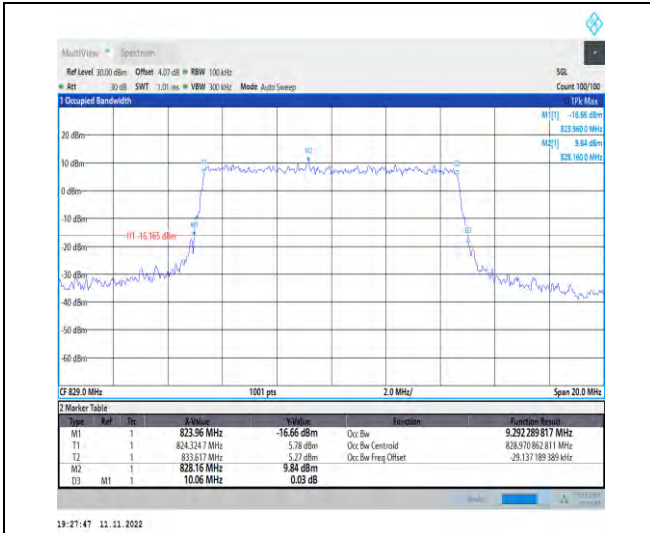 MultiView Spectrum
Ref Level 30.00 dBm Offset 4.07 dB RBW 100 kHz SGL
Att 30 dB SWT 1.01 ms VBW 300 kHz Mode Auto Sweep Count 100/100
1 Occupied Bandwidth 1Pk Max
M1[1] -16.66 dBm
823.960 0 MHz
M2[1] 9.84 dBm
828.160 0 MHz
20 dBm
10 dBm
0 dBm
-10 dBm
-20 dBm
-30 dBm
-40 dBm
-50 dBm
-60 dBm
M2
M1
H1 -16.165 dBm
D3
CF 829.0 MHz 1001 pts 2.0 MHz/ Span 20.0 MHz
2 Marker Table
Type Ref Trc X-Value Y-Value Function Function Result
M1 1 823.96 MHz -16.66 dBm Occ Bw 9.292 289 817 MHz
T1 1 824.324 7 MHz 5.78 dBm Occ Bw Centroid 828.970 862 811 MHz
T2 1 833.617 MHz 5.27 dBm Occ Bw Freq Offset -29.137 189 389 kHz
M2 1 828.16 MHz 9.84 dBm
D3 M1 1 10.06 MHz 0.03 dB
19:27:47 11.11.2022